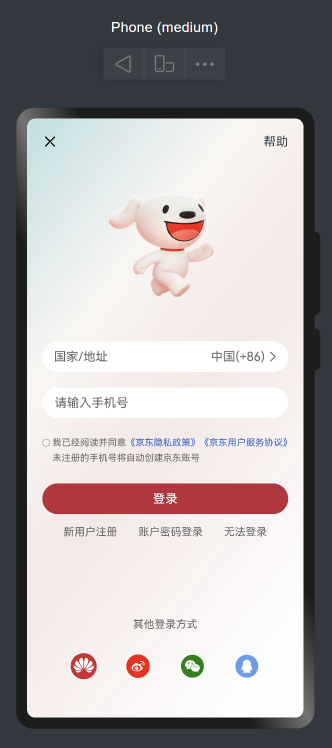 Phone (medium)
帮助
国家/地址 中国(+86)
请输入手机号
我已经阅读并同意《京东隐私政策》《京东用户服务协议》
未注册的手机号将自动创建京东账号
登录
新用户注册 账户密码登录 无法登录
其他登录方式